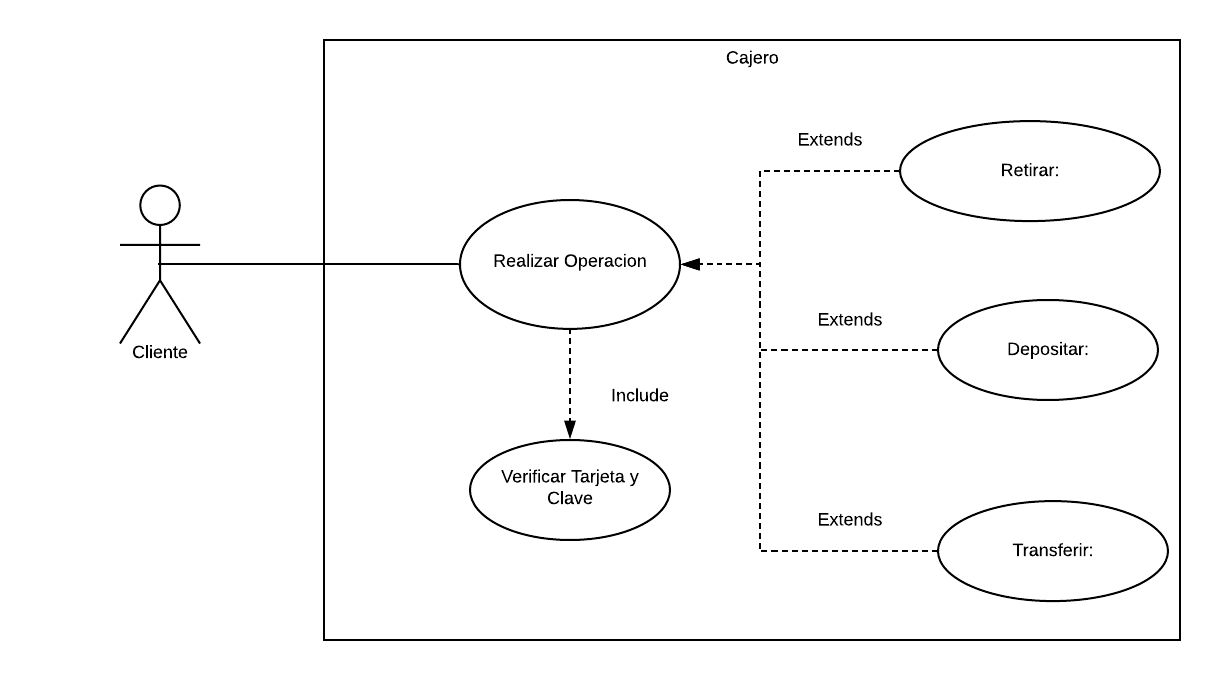 Cajero
Extends
Retirar:
Realizar Operacion
Cliente
Extends
Depositar:
Include
Verificar Tarjeta y
Clave
Extends
Transferir: